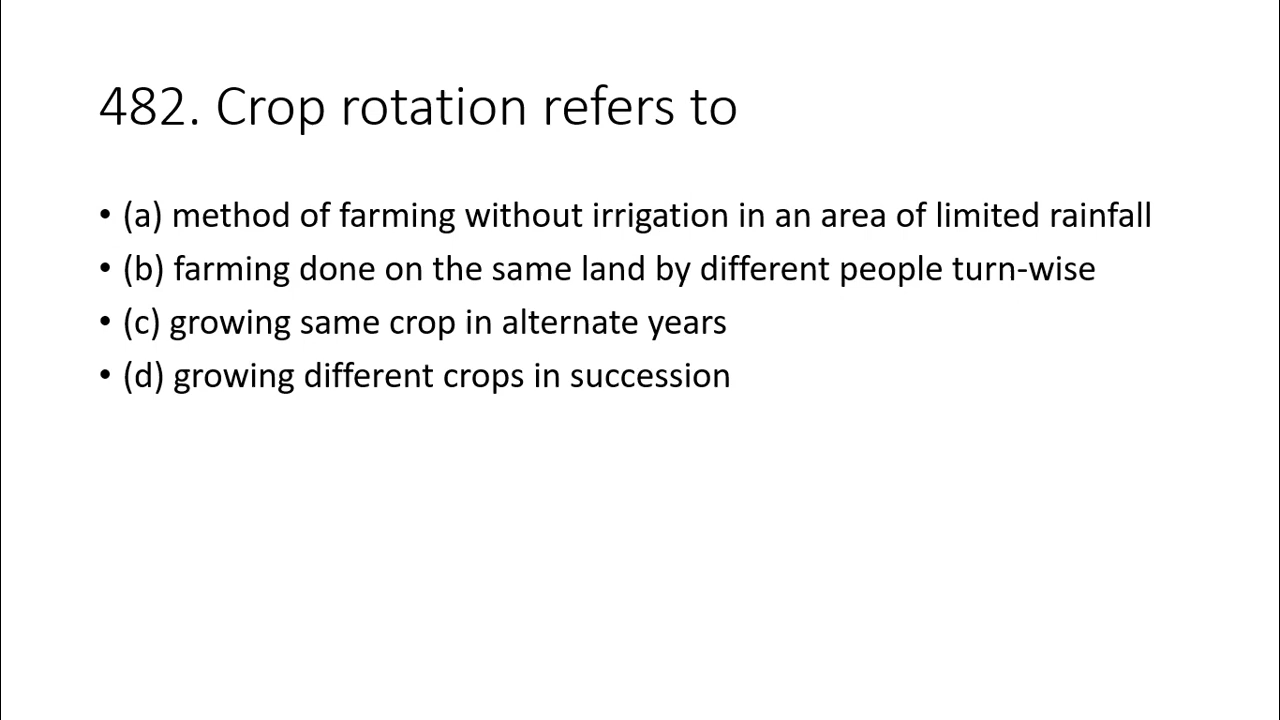 482. Crop rotation refers to
• (a) method of farming without irrigation in an area of limited rainfall
• (b) farming done on the same land by different people turn-wise
• (c) growing same crop in alternate years
• (d) growing different crops in succession